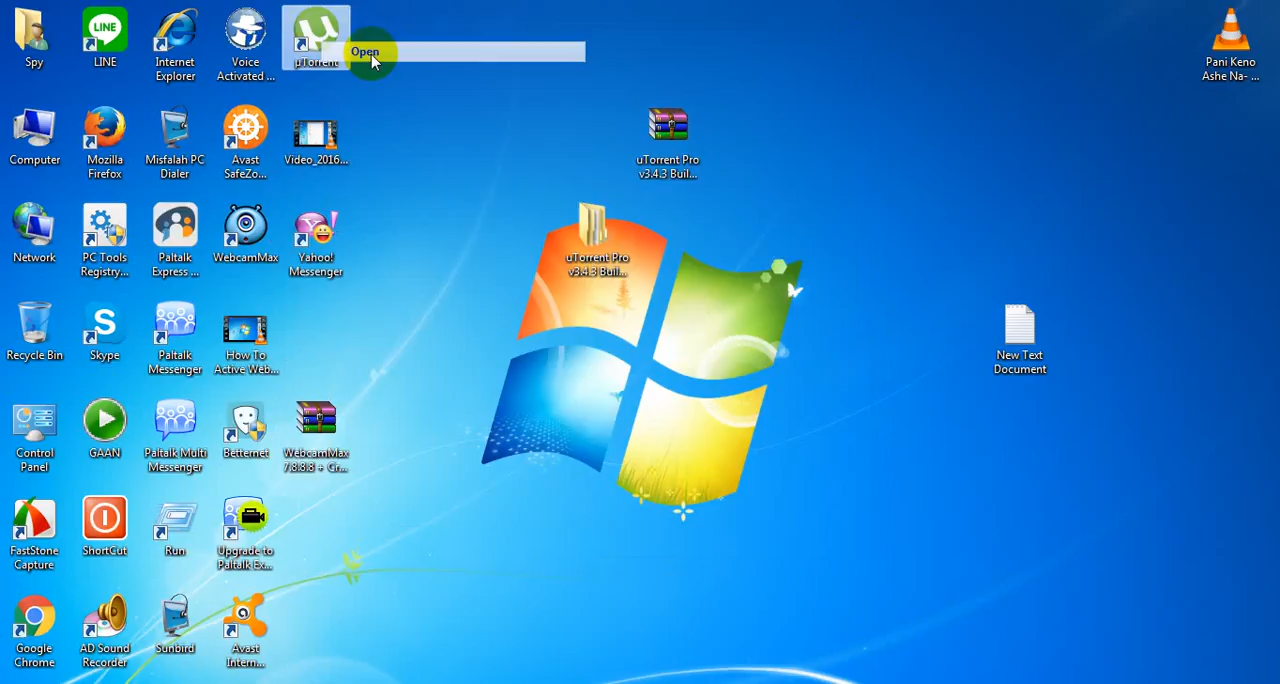 Spy
LINE
LINE
Internet
Explorer
Voice
Activated ...
µTorrent
Open
Pani Keno
Ashe Na- ...
Computer
Mozilla
Firefox
Misfalah PC
Dialer
Avast
SafeZo...
Video_2016...
uTorrent Pro
v3.4.3 Buil...
Network
PC Tools
Registry...
Paltalk
Express ...
WebcamMax
Yahoo!
Messenger
uTorrent Pro
v3.4.3 Buil...
Recycle Bin
Skype
Paltalk
Messenger
How To
Active Web...
New Text
Document
Control
Panel
GAAN
Paltalk Multi
Messenger
Betternet
WebcamMax
7.8.8.8 + Cr...
FastStone
Capture
ShortCut
Run
Upgrade to
Paltalk Ex...
Google
Chrome
AD Sound
Recorder
Sunbird
Avast
Intern...